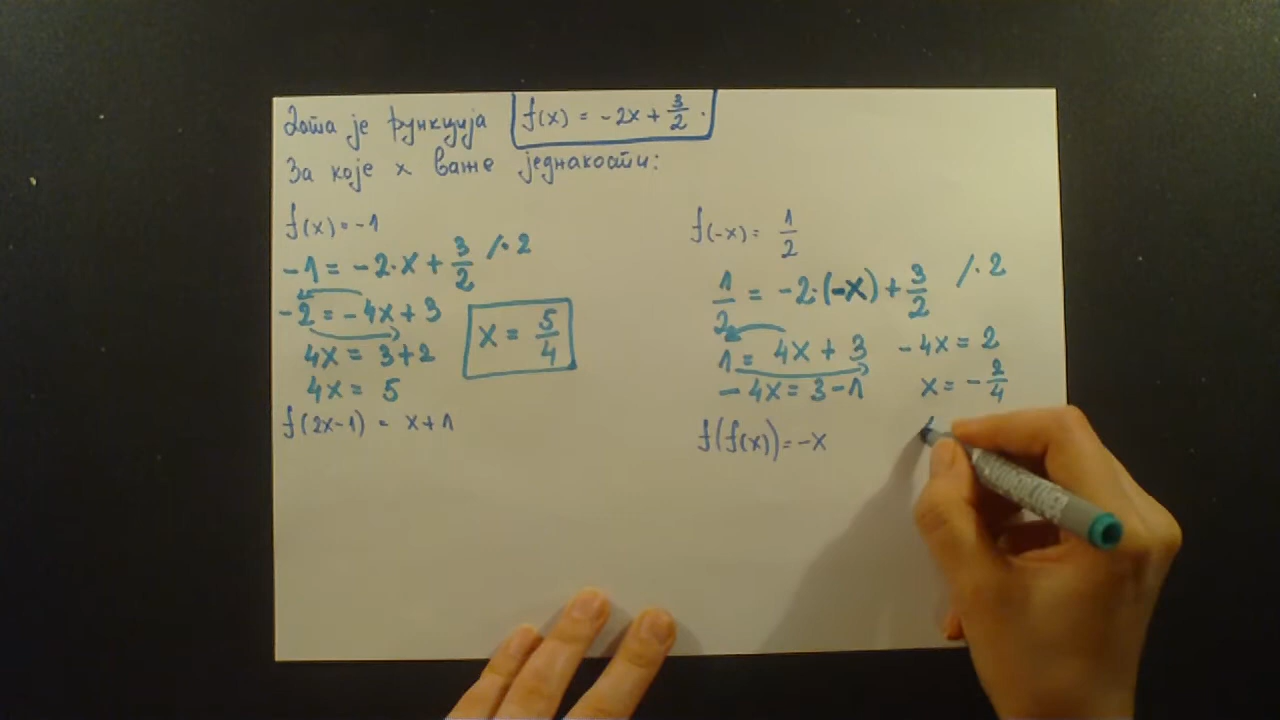 Дата је функција f(x) = -2x + 3/2.
За које x важе једнакости:
f(x) = -1
-1 = -2·x + 3/2 /·2
-2 = -4x + 3
4x = 3+2
4x = 5
x = 5/4
f(-x) = 1/2
1/2 = -2·(-x) + 3/2 /·2
1 = 4x + 3
-4x = 3-1
-4x = 2
x = -2/4
f(2x-1) = x+1
f(f(x)) = -x